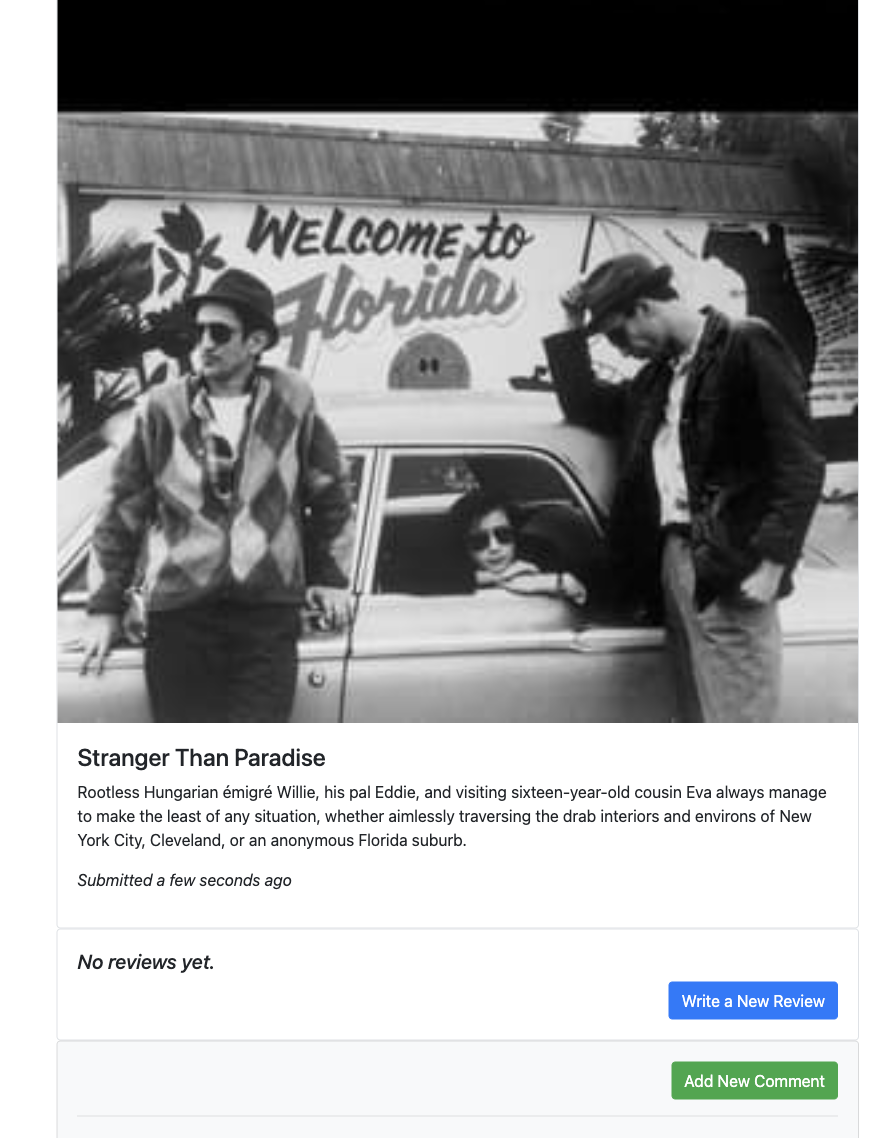 WELCOME to
Florida
Stranger Than Paradise
Rootless Hungarian émigré Willie, his pal Eddie, and visiting sixteen-year-old cousin Eva always manage
to make the least of any situation, whether aimlessly traversing the drab interiors and environs of New
York City, Cleveland, or an anonymous Florida suburb.
Submitted a few seconds ago
No reviews yet.
Write a New Review
Add New Comment